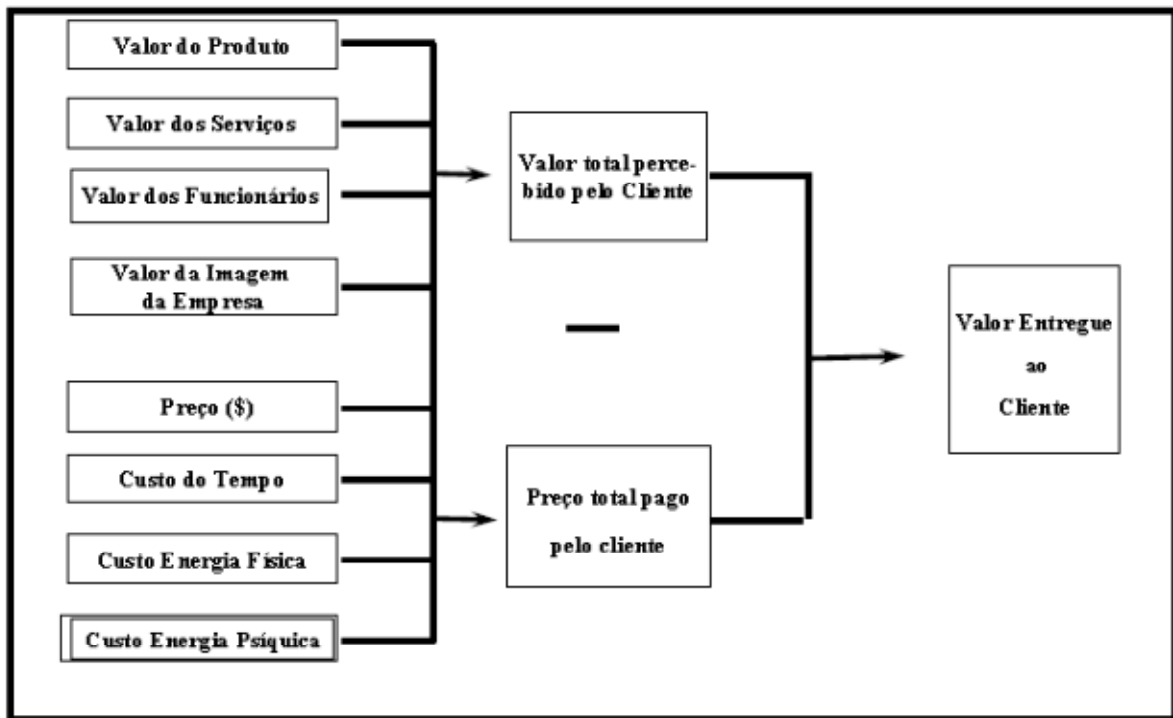 Valor do Produto
Valor dos Serviços
Valor dos Funcionários
Valor da Imagem
da Empresa
Preço ($)
Custo do Tempo
Custo Energia Física
Custo Energia Psíquica
Valor total perce-
bido pelo Cliente
—
Preço total pago
pelo cliente
Valor Entregue
ao
Cliente